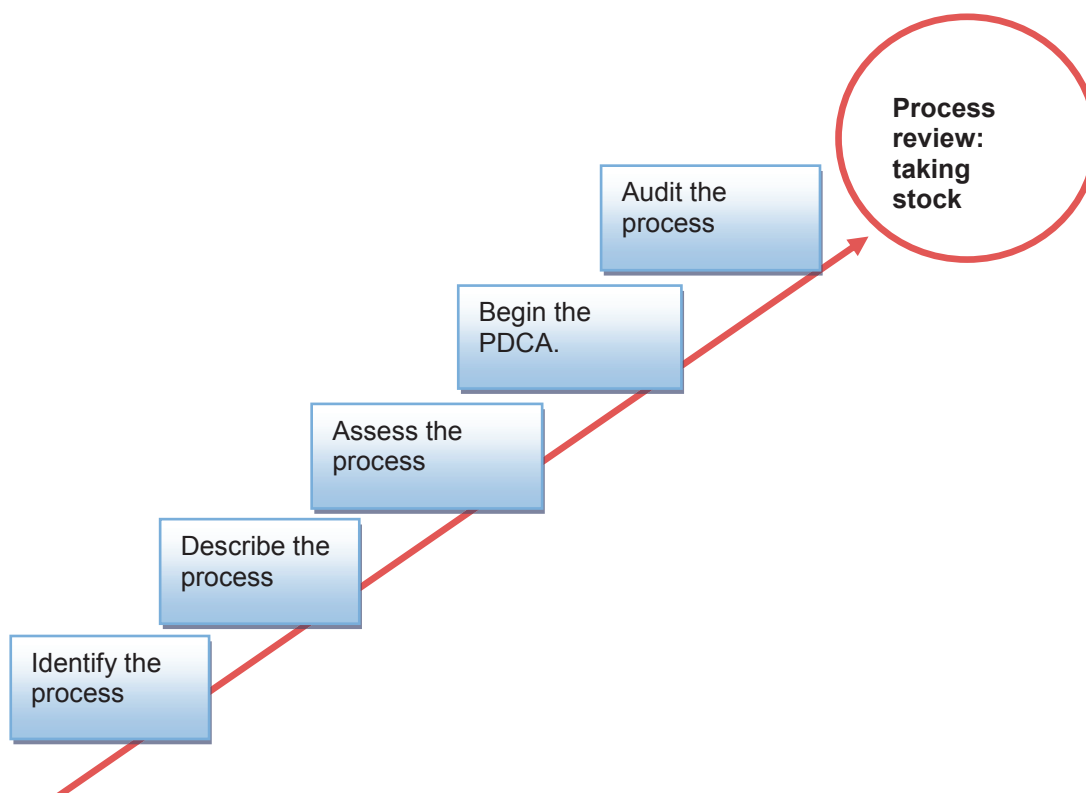 Process
review:
taking
stock
Audit the
process
Begin the
PDCA.
Assess the
process
Describe the
process
Identify the
process